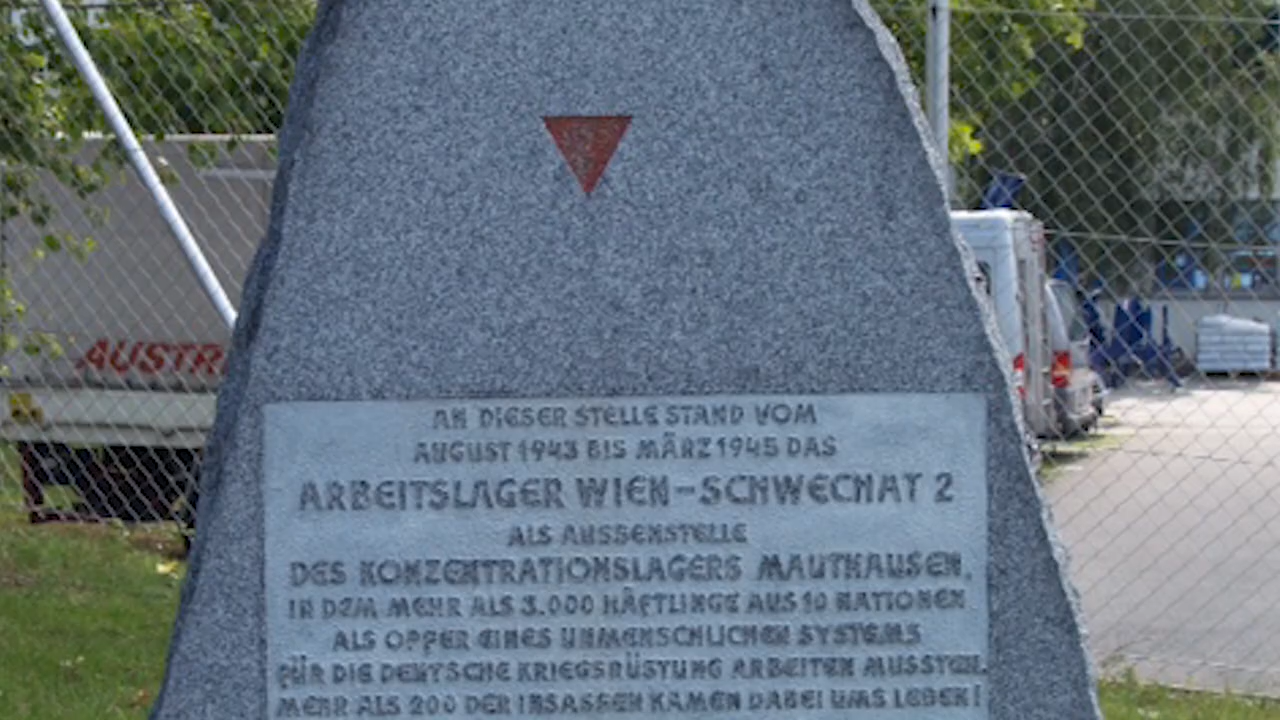 AUSTR
AN DIESER STELLE STAND VOM
AUGUST 1943 BIS MÄRZ 1945 DAS
ARBEITSLAGER WIEN-SCHWECHAT 2
ALS AUSSENSTELLE
DES KONZENTRATIONSLAGERS MAUTHAUSEN,
IN DEM MEHR ALS 3.000 HÄFTLINGE AUS 10 NATIONEN
ALS OPFER EINES UNMENSCHLICHEN SYSTEMS
FÜR DIE DEUTSCHE KRIEGSRÜSTUNG ARBEITEN MUSSTEN.
MEHR ALS 200 DER INSASSEN KAMEN DABEI UMS LEBEN!